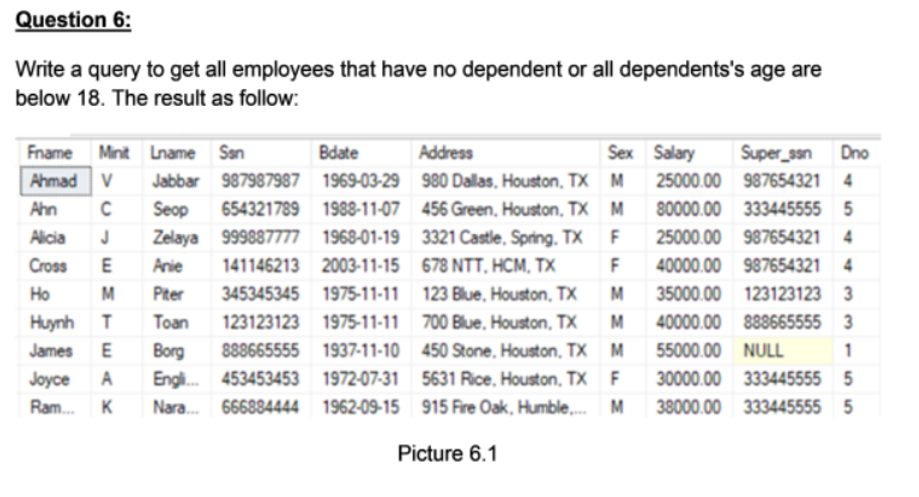 Question 6:
Write a query to get all employees that have no dependent or all dependents's age are
below 18. The result as follow:
Fname Minit Lname Ssn Bdate Address Sex Salary Super_ssn Dno
Ahmad V Jabbar 987987987 1969-03-29 980 Dallas, Houston, TX M 25000.00 987654321 4
Ahn C Seop 654321789 1988-11-07 456 Green, Houston, TX M 80000.00 333445555 5
Alicia J Zelaya 999887777 1968-01-19 3321 Castle, Spring, TX F 25000.00 987654321 4
Cross E Anie 141146213 2003-11-15 678 NTT, HCM, TX F 40000.00 987654321 4
Ho M Piter 345345345 1975-11-11 123 Blue, Houston, TX M 35000.00 123123123 3
Huynh T Toan 123123123 1975-11-11 700 Blue, Houston, TX M 40000.00 888665555 3
James E Borg 888665555 1937-11-10 450 Stone, Houston, TX M 55000.00 NULL 1
Joyce A Engli... 453453453 1972-07-31 5631 Rice, Houston, TX F 30000.00 333445555 5
Ram... K Nara... 666884444 1962-09-15 915 Fire Oak, Humble,... M 38000.00 333445555 5
Picture 6.1